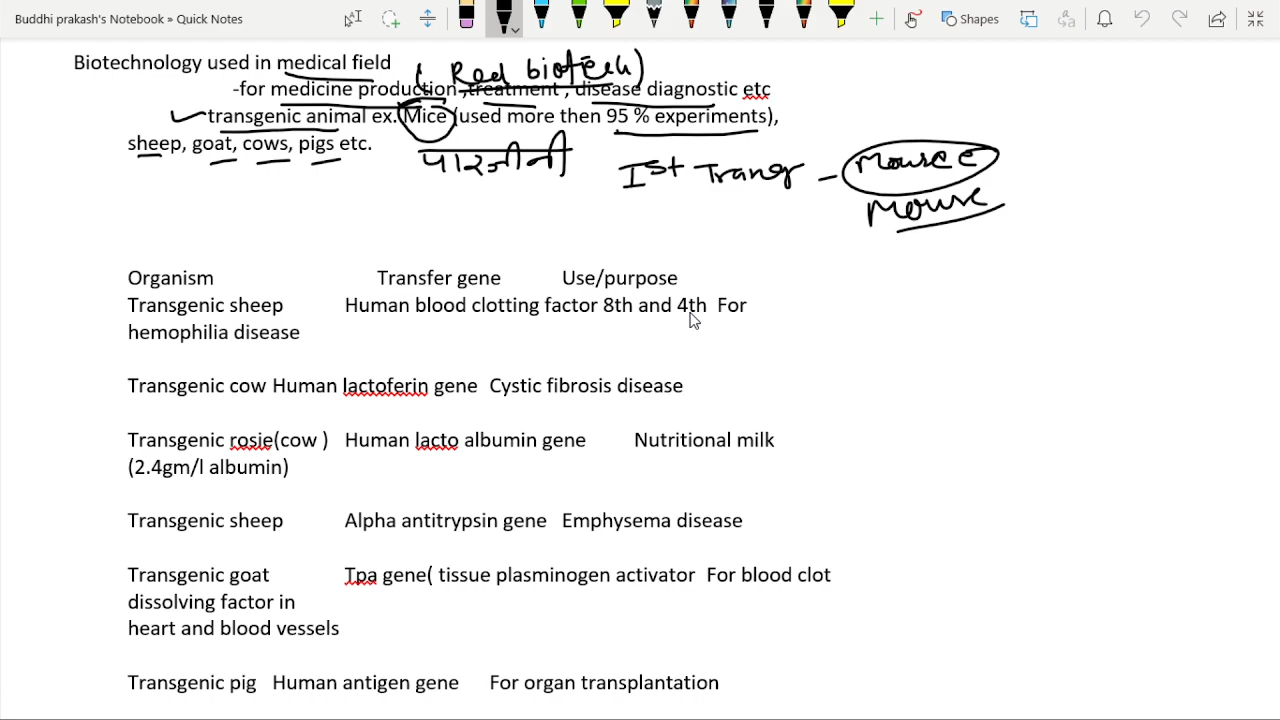 Buddhi prakash's Notebook » Quick Notes
Shapes
Biotechnology used in medical field
( Red biotech)
-for medicine production ,treatment , disease diagnostic etc
transgenic animal ex. Mice (used more then 95 % experiments),
sheep, goat, cows, pigs etc.
Ist Transg - mouse
mouse
Organism Transfer gene Use/purpose
Transgenic sheep Human blood clotting factor 8th and 4th For
hemophilia disease
Transgenic cow Human lactoferin gene Cystic fibrosis disease
Transgenic rosie(cow ) Human lacto albumin gene Nutritional milk
(2.4gm/l albumin)
Transgenic sheep Alpha antitrypsin gene Emphysema disease
Transgenic goat Tpa gene( tissue plasminogen activator For blood clot
dissolving factor in
heart and blood vessels
Transgenic pig Human antigen gene For organ transplantation